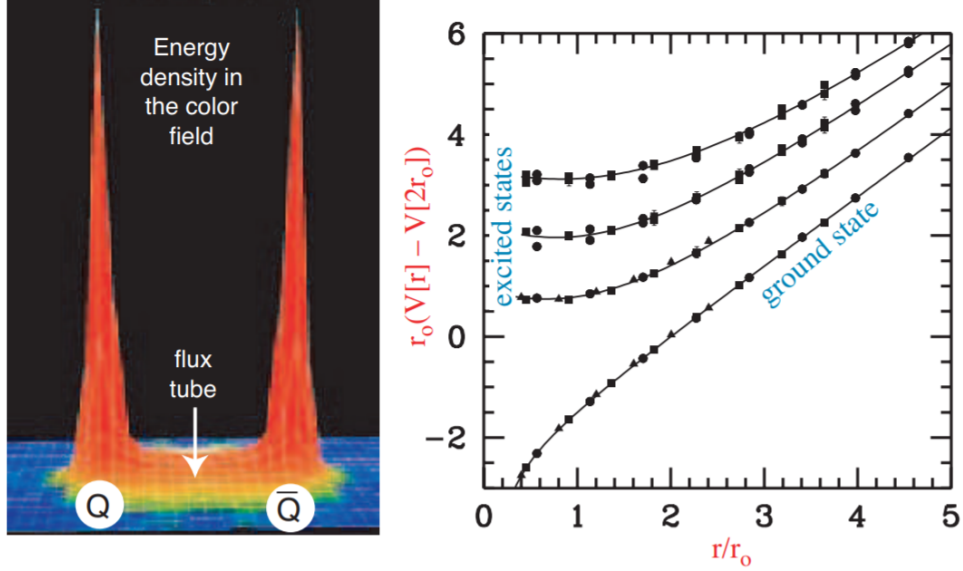 Energy
density in
the color
field
flux
tube
Q
Q̅
r₀(V[r] − V[2r₀])
6
4
2
0
−2
excited states
ground state
0
1
2
3
4
5
r/r₀